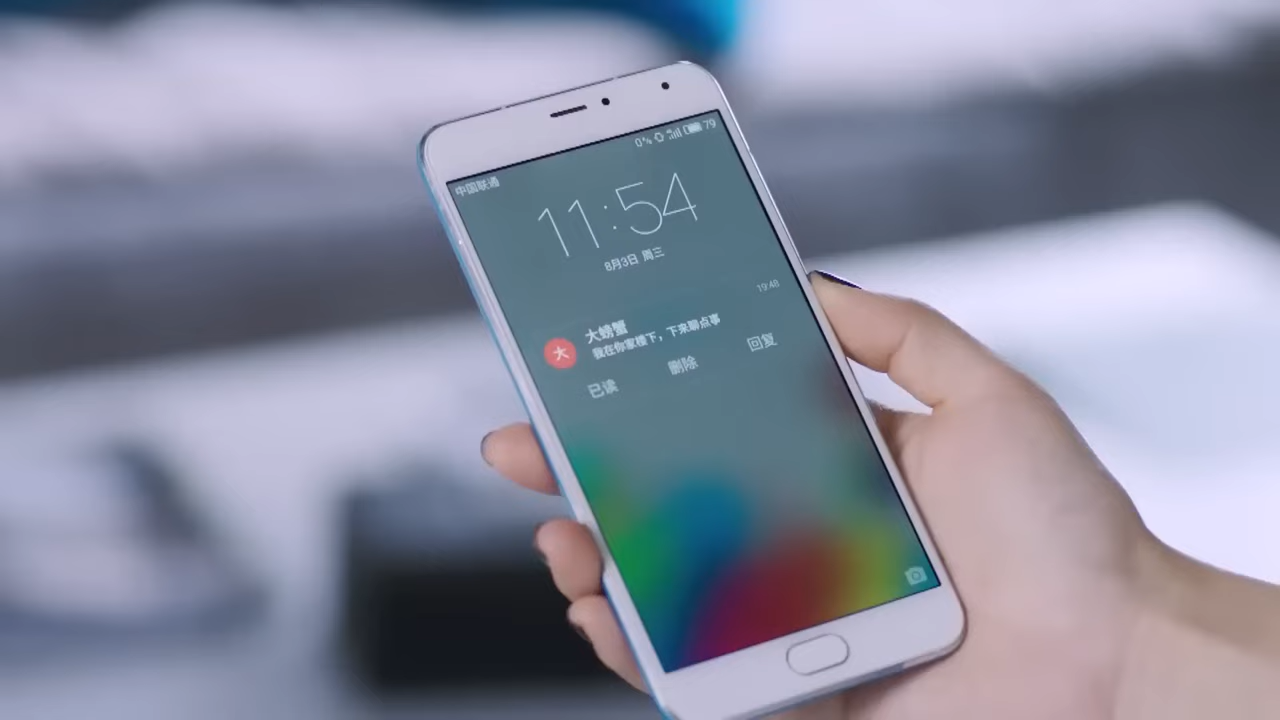 中国联通
0% 79
11:54
8月3日 周三
19:48
大
大螃蟹
我在你家楼下，下来聊点事
已读 删除 回复